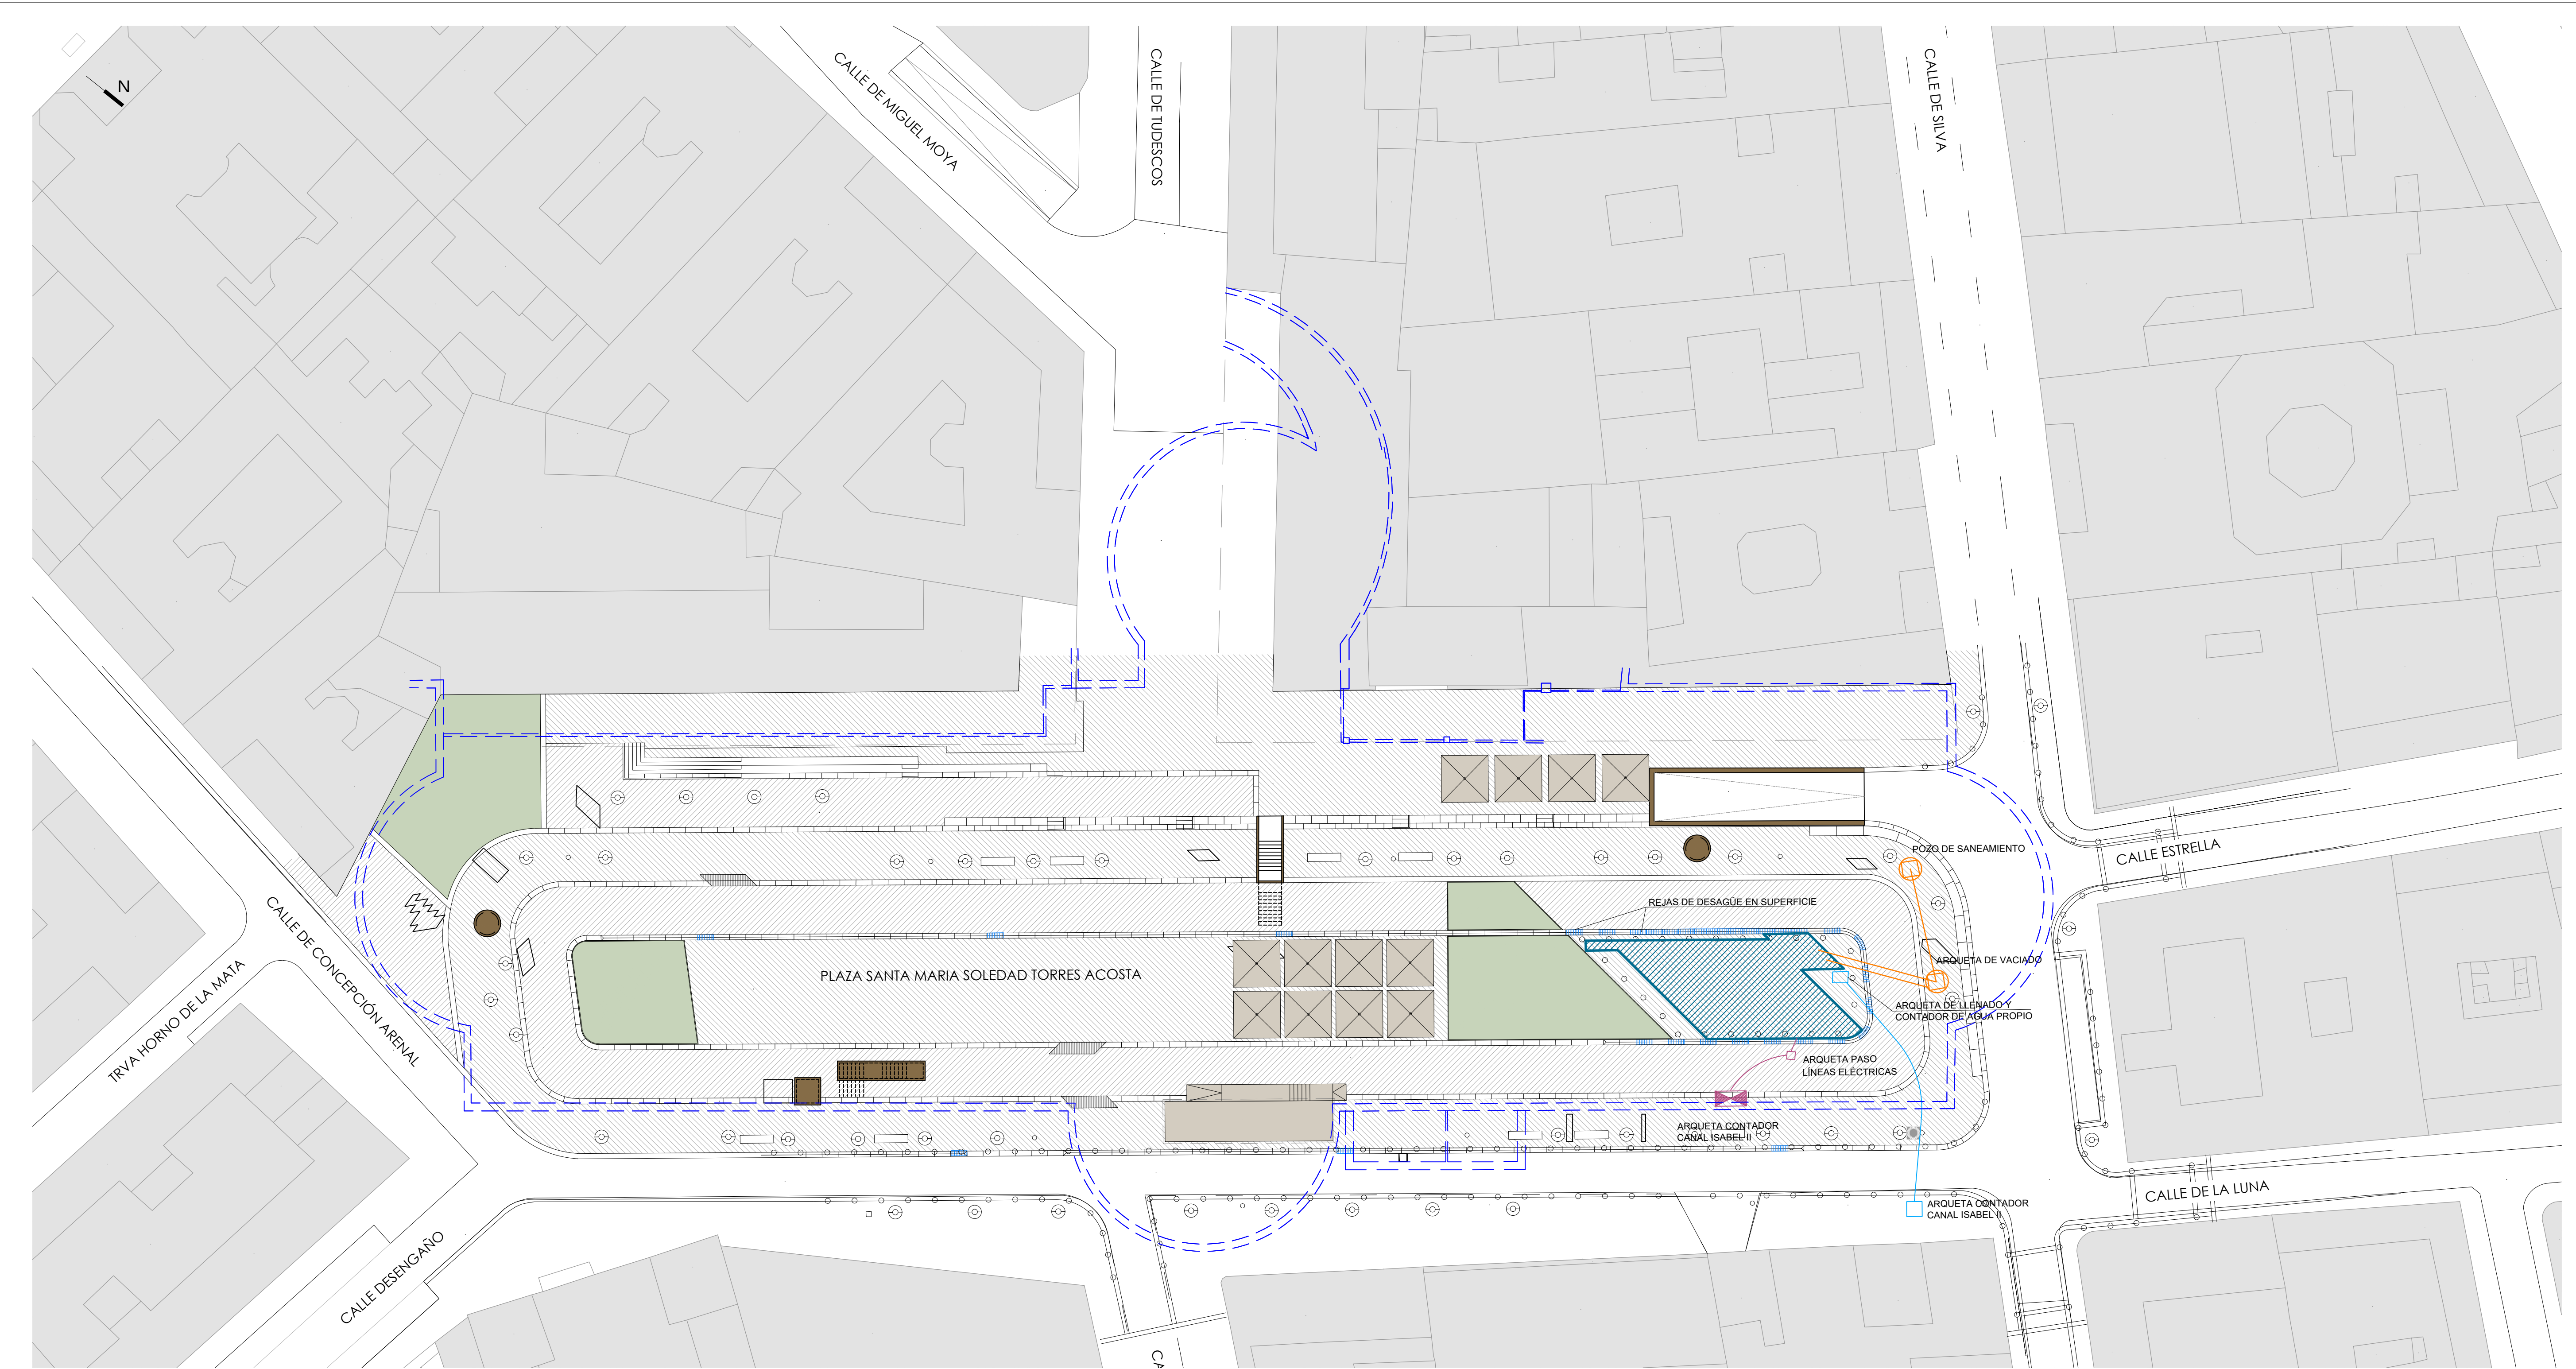 N
CALLE DE MIGUEL MOYA
CALLE DE TUDESCOS
CALLE DE SILVA
POZO DE SANEAMIENTO
CALLE ESTRELLA
REJAS DE DESAGÜE EN SUPERFICIE
ARQUETA DE VACIADO
PLAZA SANTA MARIA SOLEDAD TORRES ACOSTA
ARQUETA DE LLENADO Y
CONTADOR DE AGUA PROPIO
TRVA HORNO DE LA MATA
CALLE DE CONCEPCIÓN ARENAL
ARQUETA PASO
LÍNEAS ELÉCTRICAS
ARQUETA CONTADOR
CANAL ISABEL II
CALLE DE LA LUNA
ARQUETA CONTADOR
CANAL ISABEL II
CALLE DESENGAÑO